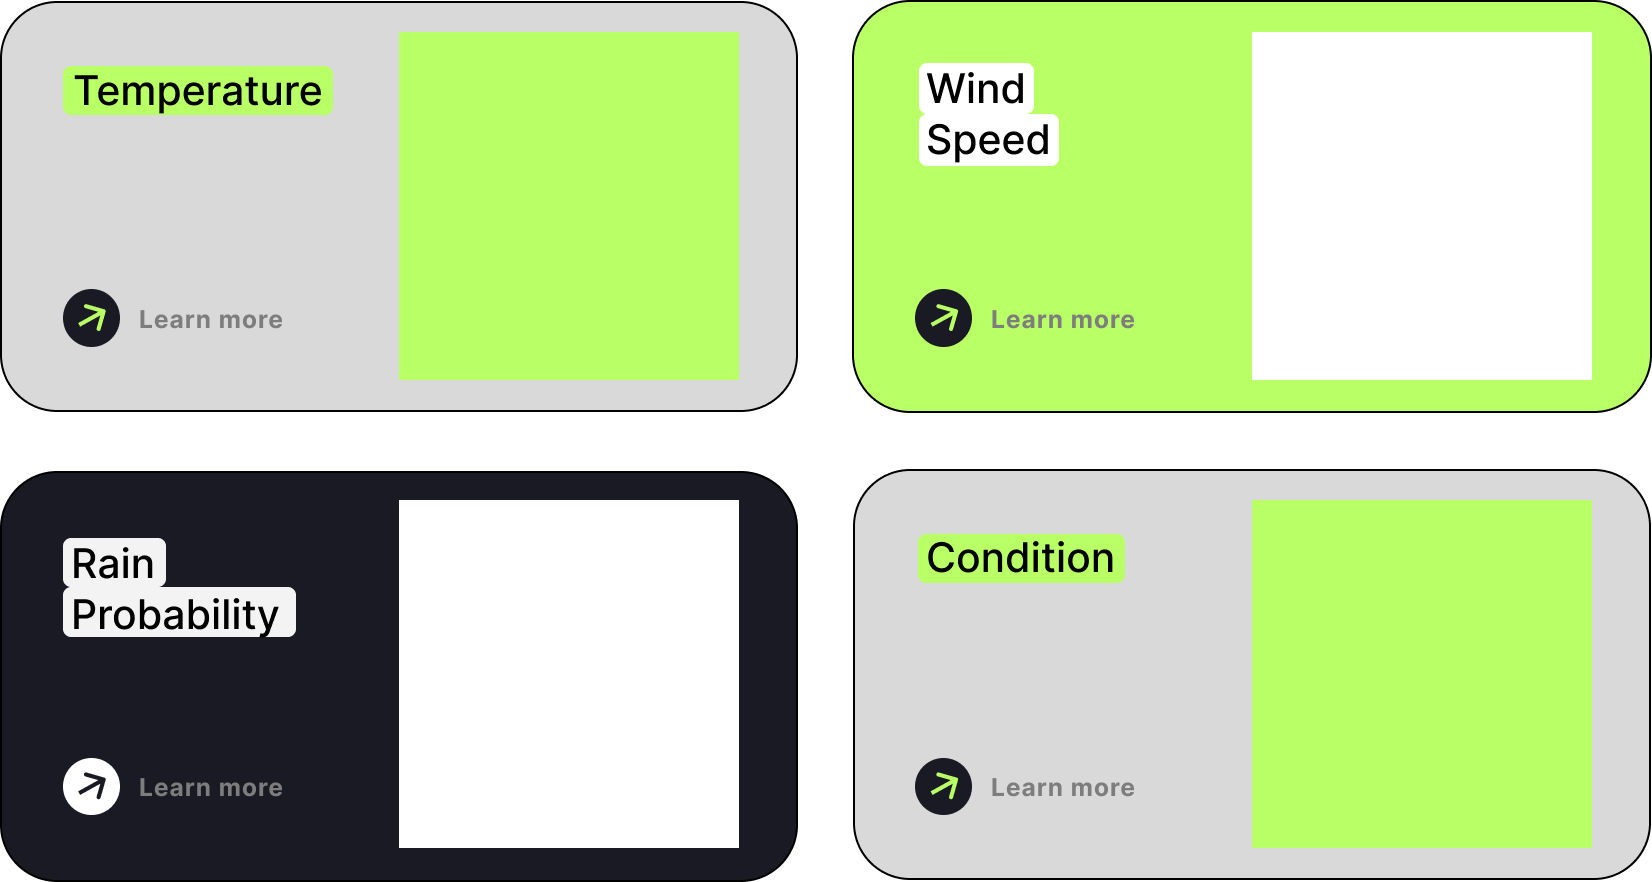 Temperature
Learn more
Wind
Speed
Learn more
Rain
Probability
Learn more
Condition
Learn more